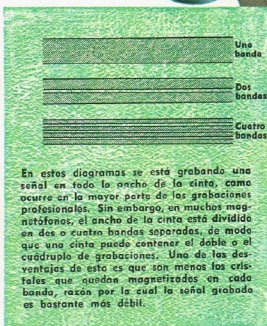 Una
banda
Dos
bandas
Cuatro
bandas
En estos diagramas se está grabando una
señal en todo lo ancho de la cinta, como
ocurre en la mayor parte de las grabaciones
profesionales. Sin embargo, en muchos mag-
netófonos, el ancho de la cinta está dividido
en dos o cuatro bandas separadas, de modo
que una cinta puede contener el doble o el
cuádruplo de grabaciones. Una de las des-
ventajas de esto es que son menos los cris-
tales que quedan magnetizados en cada
banda, razón por la cual la señal grabada
es bastante más débil.